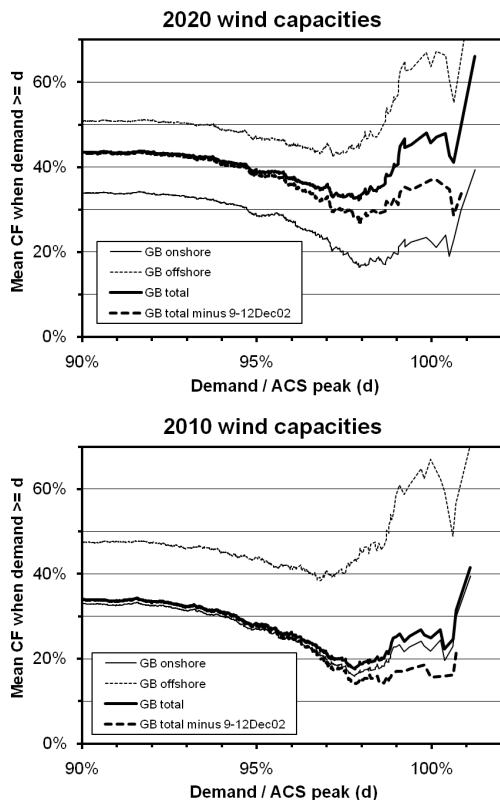 2020 wind capacities
Mean CF when demand >= d
60%
40%
20%
0%
GB onshore
GB offshore
GB total
GB total minus 9-12Dec02
90%
95%
100%
Demand / ACS peak (d)
2010 wind capacities
Mean CF when demand >= d
60%
40%
20%
0%
GB onshore
GB offshore
GB total
GB total minus 9-12Dec02
90%
95%
100%
Demand / ACS peak (d)